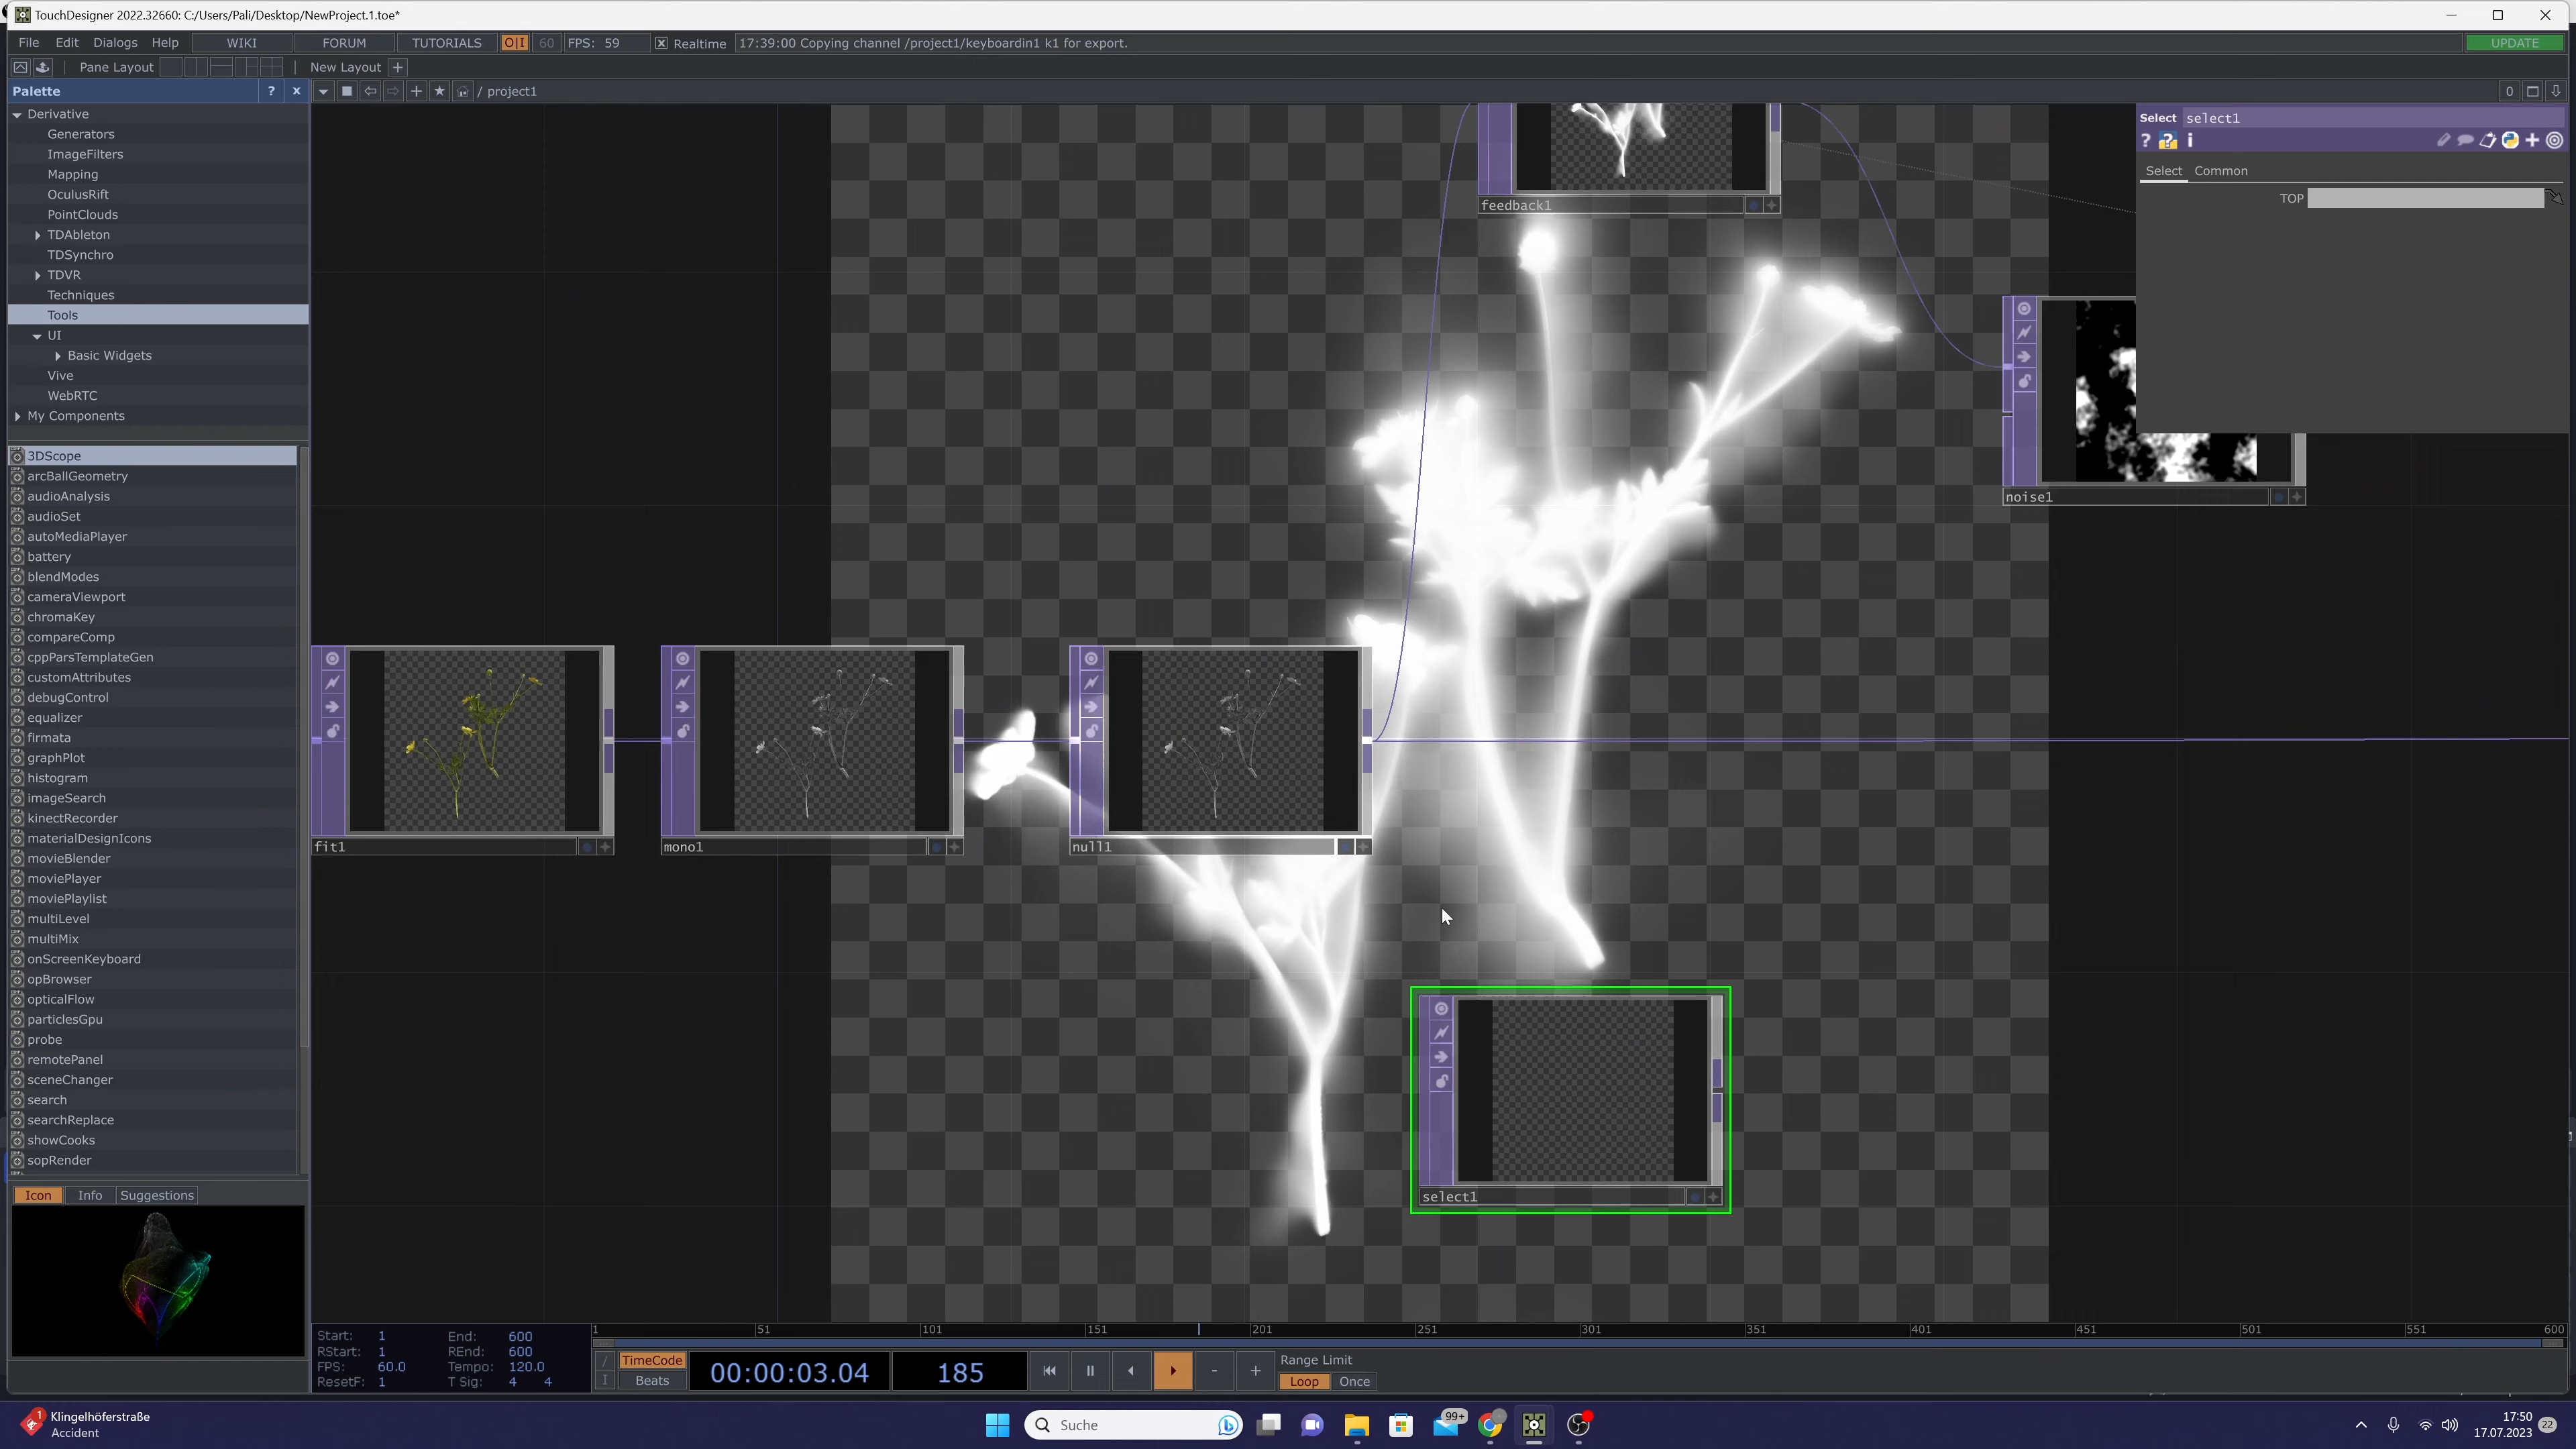 TouchDesigner 2022.32660: C:/Users/Pali/Desktop/NewProject.1.toe*
File Edit Dialogs Help WIKI FORUM TUTORIALS O|I 60 FPS: 59 Realtime 17:39:00 Copying channel /project1/keyboardin1 k1 for export. UPDATE
Pane Layout New Layout +
Palette ? x / project1 0
Derivative
Generators
ImageFilters
Mapping
OculusRift
PointClouds
TDAbleton
TDSynchro
TDVR
Techniques
Tools
UI
Basic Widgets
Vive
WebRTC
My Components
3DScope
arcBallGeometry
audioAnalysis
audioSet
autoMediaPlayer
battery
blendModes
cameraViewport
chromaKey
compareComp
cppParsTemplateGen
customAttributes
debugControl
equalizer
firmata
graphPlot
histogram
imageSearch
kinectRecorder
materialDesignIcons
movieBlender
moviePlayer
moviePlaylist
multiLevel
multiMix
onScreenKeyboard
opBrowser
opticalFlow
particlesGpu
probe
remotePanel
sceneChanger
search
searchReplace
showCooks
sopRender
Icon Info Suggestions
feedback1
Select select1
? ? i
Select Common
TOP
noise1
fit1
mono1
null1
select1
1 51 101 151 201 251 301 351 401 451 501 551 600
Start: 1 End: 600
RStart: 1 REnd: 600
FPS: 60.0 Tempo: 120.0
ResetF: 1 T Sig: 4 4
TimeCode
Beats
00:00:03.04 185
- +
Range Limit
Loop Once
Klingelhöferstraße
Accident
1
Suche
99+
17:50
17.07.2023
22